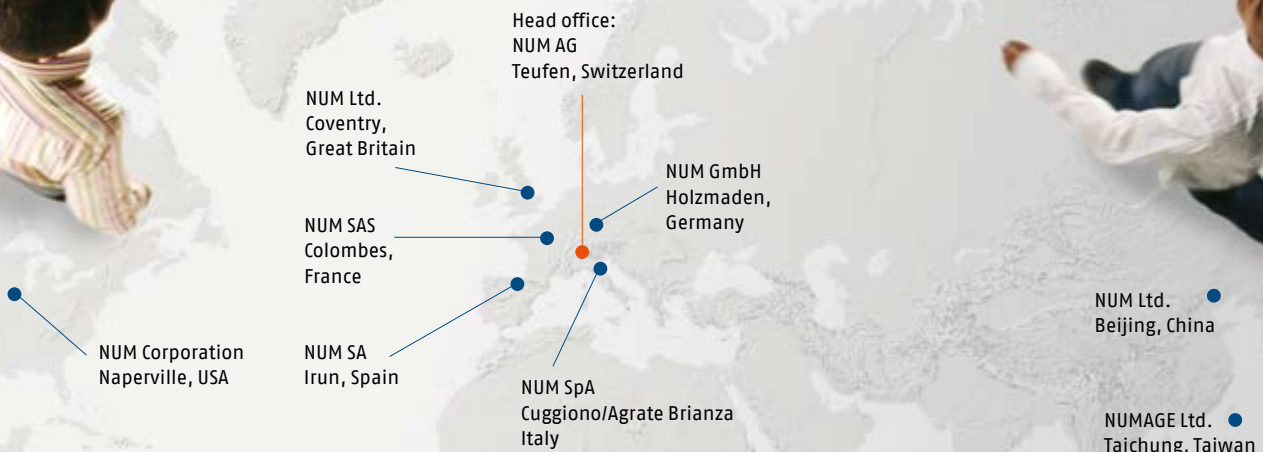 Head office:
NUM AG
Teufen, Switzerland
NUM Ltd.
Coventry,
Great Britain
NUM GmbH
Holzmaden,
Germany
NUM SAS
Colombes,
France
NUM Ltd.
Beijing, China
NUM Corporation
Naperville, USA
NUM SA
Irun, Spain
NUM SpA
Cuggiono/Agrate Brianza
Italy
NUMAGE Ltd.
Taichung, Taiwan